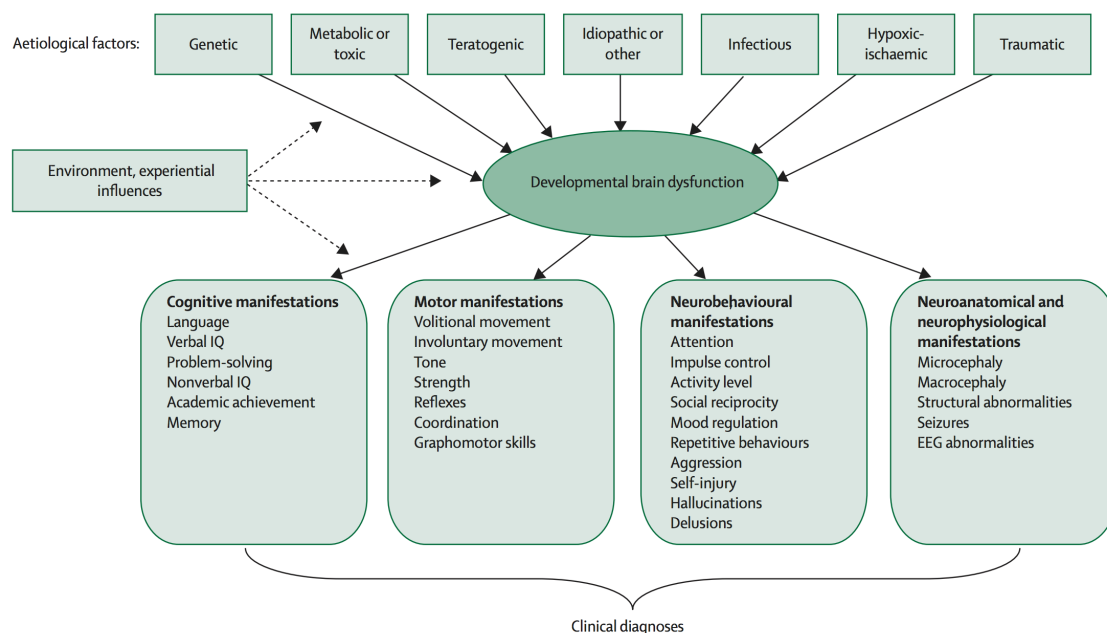 Aetiological factors:
Genetic
Metabolic or
toxic
Teratogenic
Idiopathic or
other
Infectious
Hypoxic-
ischaemic
Traumatic
Environment, experiential
influences
Developmental brain dysfunction
Cognitive manifestations
Language
Verbal IQ
Problem-solving
Nonverbal IQ
Academic achievement
Memory
Motor manifestations
Volitional movement
Involuntary movement
Tone
Strength
Reflexes
Coordination
Graphomotor skills
Neurobehavioural
manifestations
Attention
Impulse control
Activity level
Social reciprocity
Mood regulation
Repetitive behaviours
Aggression
Self-injury
Hallucinations
Delusions
Neuroanatomical and
neurophysiological
manifestations
Microcephaly
Macrocephaly
Structural abnormalities
Seizures
EEG abnormalities
Clinical diagnoses